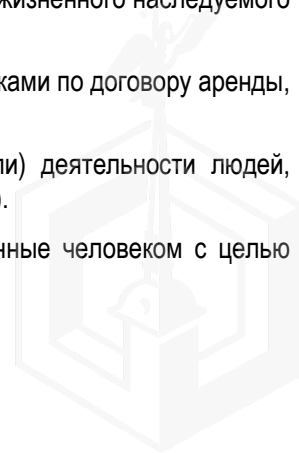 жизненного наследуемого
ками по договору аренды,
ли) деятельности людей,
).
нные человеком с целью